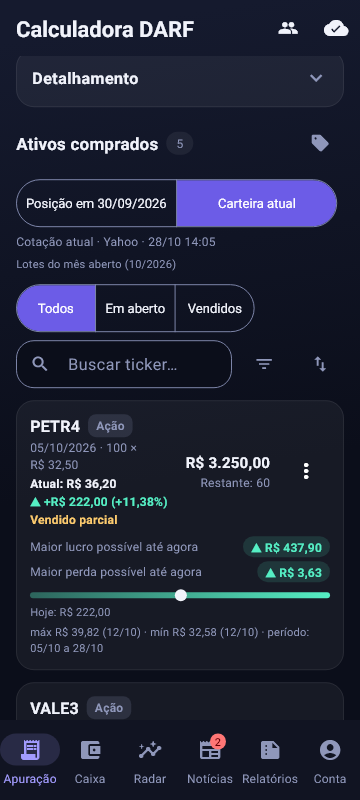 Calculadora DARF
Detalhamento
Ativos comprados 5
Posição em 30/09/2026 Carteira atual
Cotação atual · Yahoo · 28/10 14:05
Lotes do mês aberto (10/2026)
Todos Em aberto Vendidos
Buscar ticker...
PETR4 Ação
05/10/2026 · 100 ×
R$ 32,50
R$ 3.250,00
Restante: 60
Atual: R$ 36,20
▲ +R$ 222,00 (+11,38%)
Vendido parcial
Maior lucro possível até agora ▲ R$ 437,90
Maior perda possível até agora ▲ R$ 3,63
Hoje: R$ 222,00
máx R$ 39,82 (12/10) · mín R$ 32,58 (12/10) · período:
05/10 a 28/10
VALE3 Ação
2
Apuração Caixa Radar Notícias Relatórios Conta